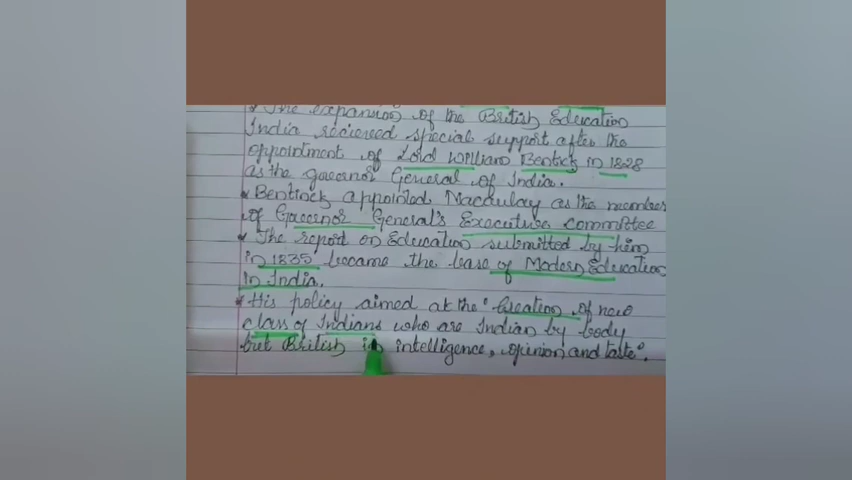 * The expansion of the British Education
India recieved special support after the
appointment of Lord William Bentick in 1828
as the governor General of India.
* Bentinck appointed Macaulay as the member
of Governor General's Executive Committee
* The report on Education submitted by him
in 1835 became the base of Modern Education
in India.
* His policy aimed at the "Creation of new
class of Indians who are Indian by body
but British in intelligence, opinion and taste".